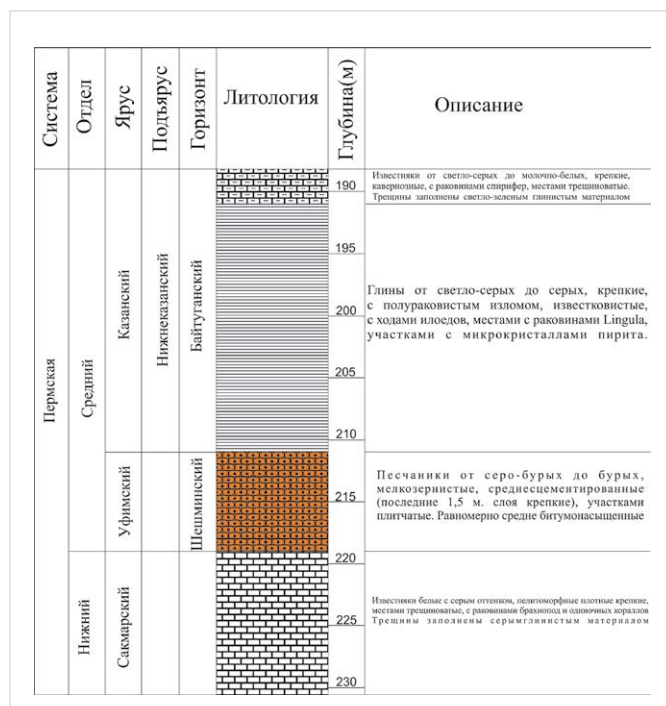 Система
Отдел
Ярус
Подъярус
Горизонт
Литология
Глубина(м)
Описание
Пермская
Средний
Нижний
Казанский
Уфимский
Сакмарский
Нижнеказанский
Байтуганский
Шешминский
190
195
200
205
210
215
220
225
230
Известняки от светло-серых до молочно-белых, крепкие,
кавернозные, с раковинами спирифер, местами трещиноватые.
Трещины заполнены светло-зеленым глинистым материалом
Глины от светло-серых до серых, крепкие,
с полураковистым изломом, известковистые,
с ходами илоедов, местами с раковинами Lingula,
участками с микрокристаллами пирита.
Песчаники от серо-бурых до бурых,
мелкозернистые, среднесцементированные
(последние 1,5 м. слоя крепкие), участками
плитчатые. Равномерно средне битумонасыщенные
Известняки белые с серым оттенком, пелитоморфные плотные крепкие,
местами трещиноватые, с раковинами брахиопод и одиночных кораллов
Трещины заполнены серымглинистым материалом